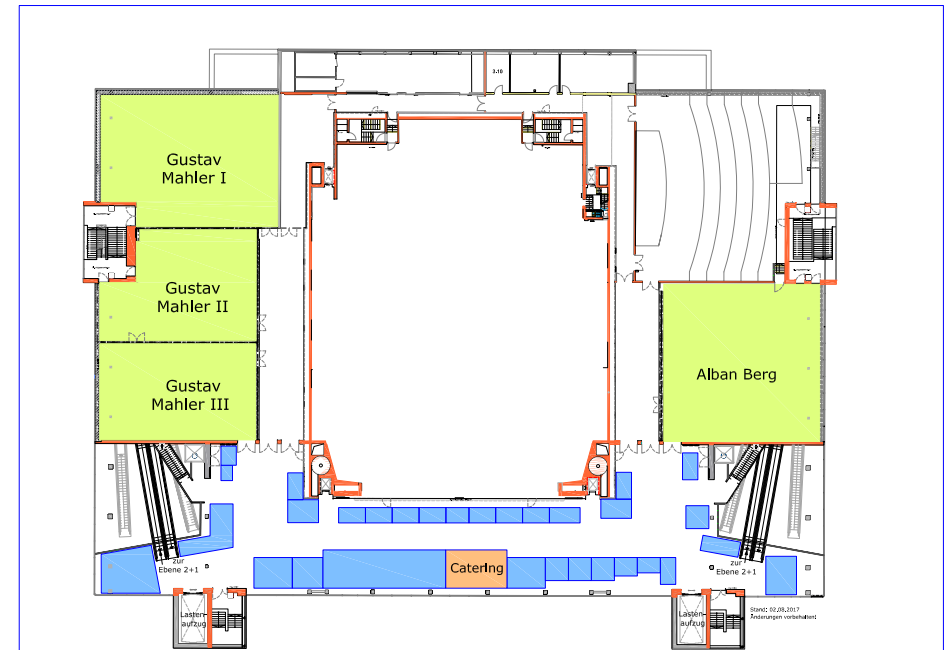 3.10
Gustav
Mahler I
Gustav
Mahler II
Gustav
Mahler III
Alban Berg
Catering
zur
Ebene 2+1
zur
Ebene 2+1
Lasten
aufzug
Lasten
aufzug
Stand: 02.08.2017
Änderungen vorbehalten!